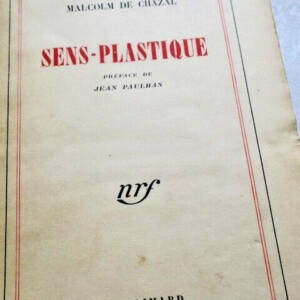 MALCOLM DE CHAZAL
SENS-PLASTIQUE
PRÉFACE DE
JEAN PAULHAN
nrf